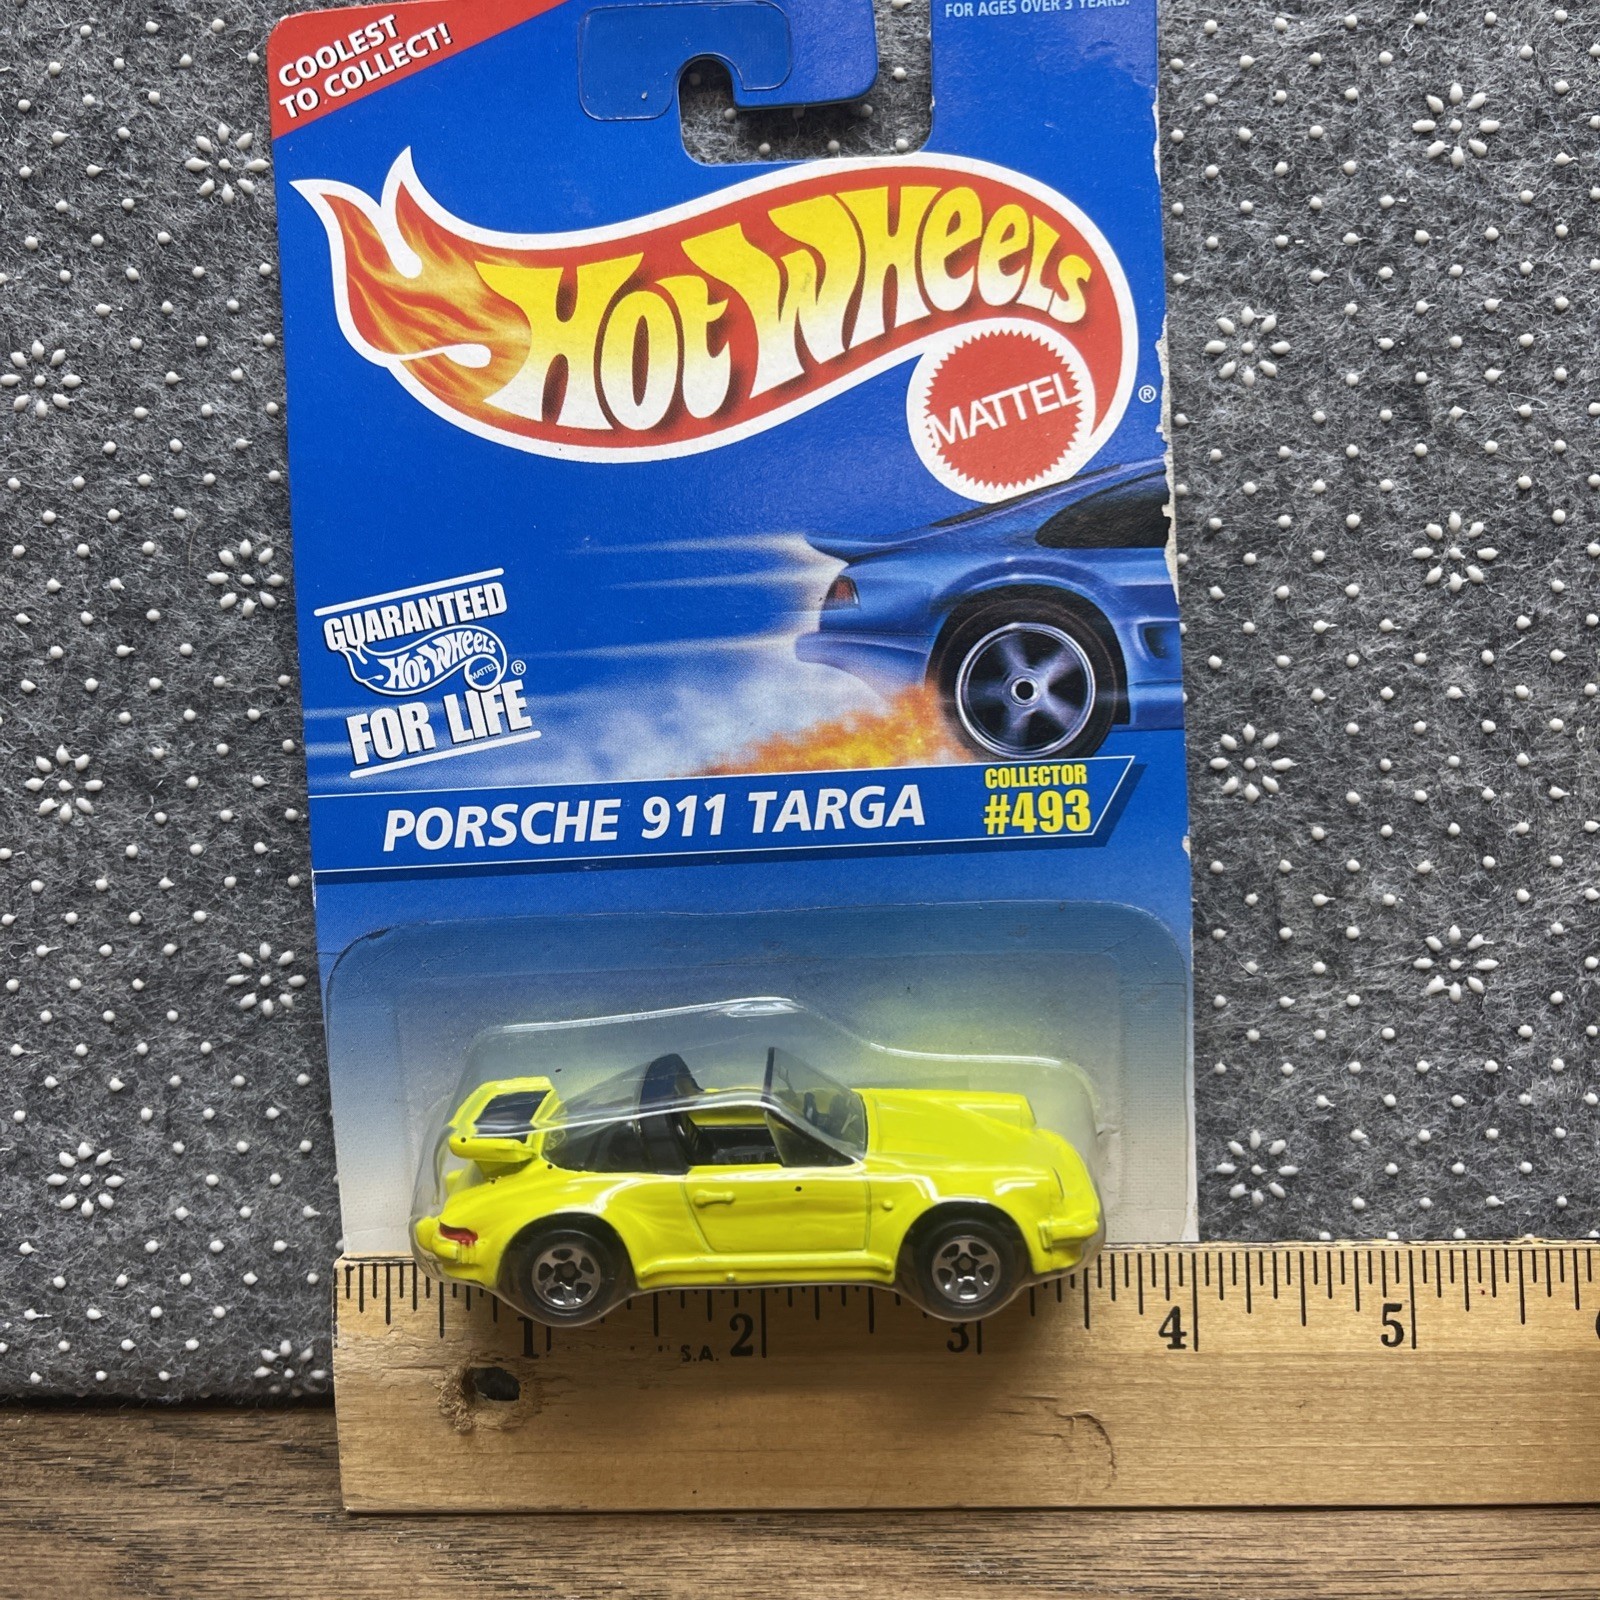 FOR AGES OVER 3 YEARS.
COOLEST
TO COLLECT!
HOT WHEELS
MATTEL
®
GUARANTEED
HOT WHEELS
MATTEL
®
FOR LIFE
PORSCHE 911 TARGA
COLLECTOR
#493
1 2 3 4 5
S.A.